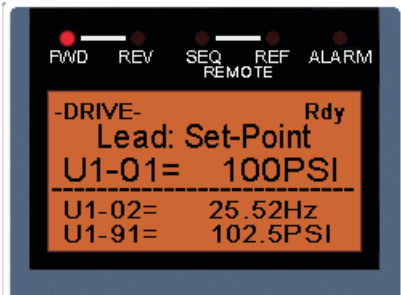 FWD REV SEQ REF ALARM
REMOTE
-DRIVE- Rdy
Lead: Set-Point
U1-01= 100PSI
U1-02= 25.52Hz
U1-91= 102.5PSI